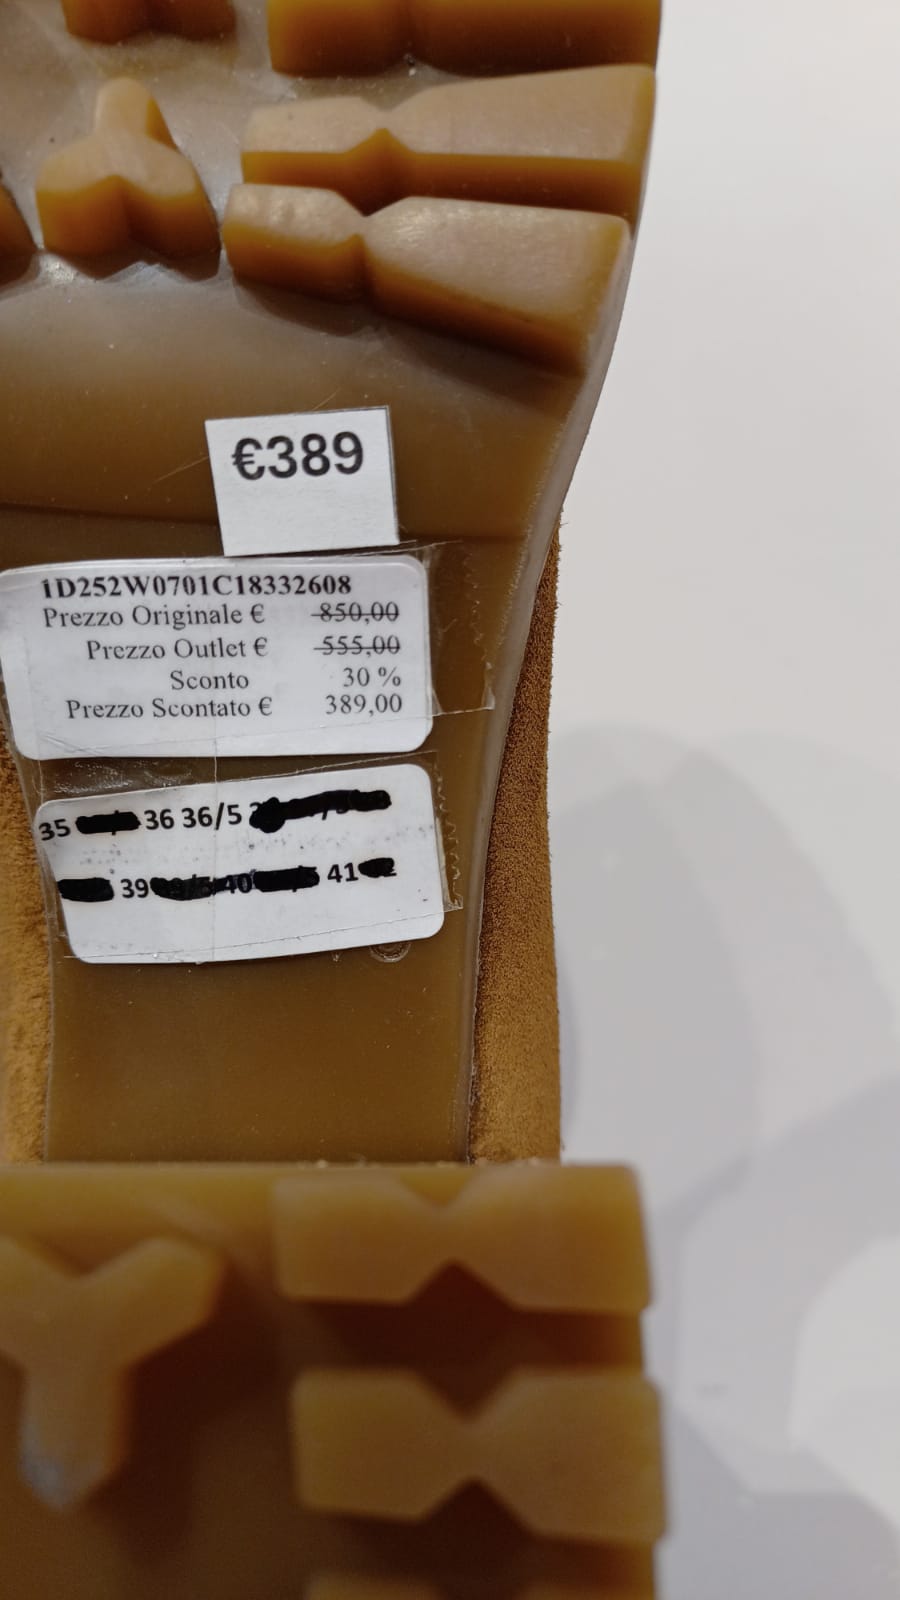 €389
1D252W0701C18332608
Prezzo Originale € 850,00
Prezzo Outlet € 555,00
Sconto 30 %
Prezzo Scontato € 389,00
35 36 36/5
39 40 41